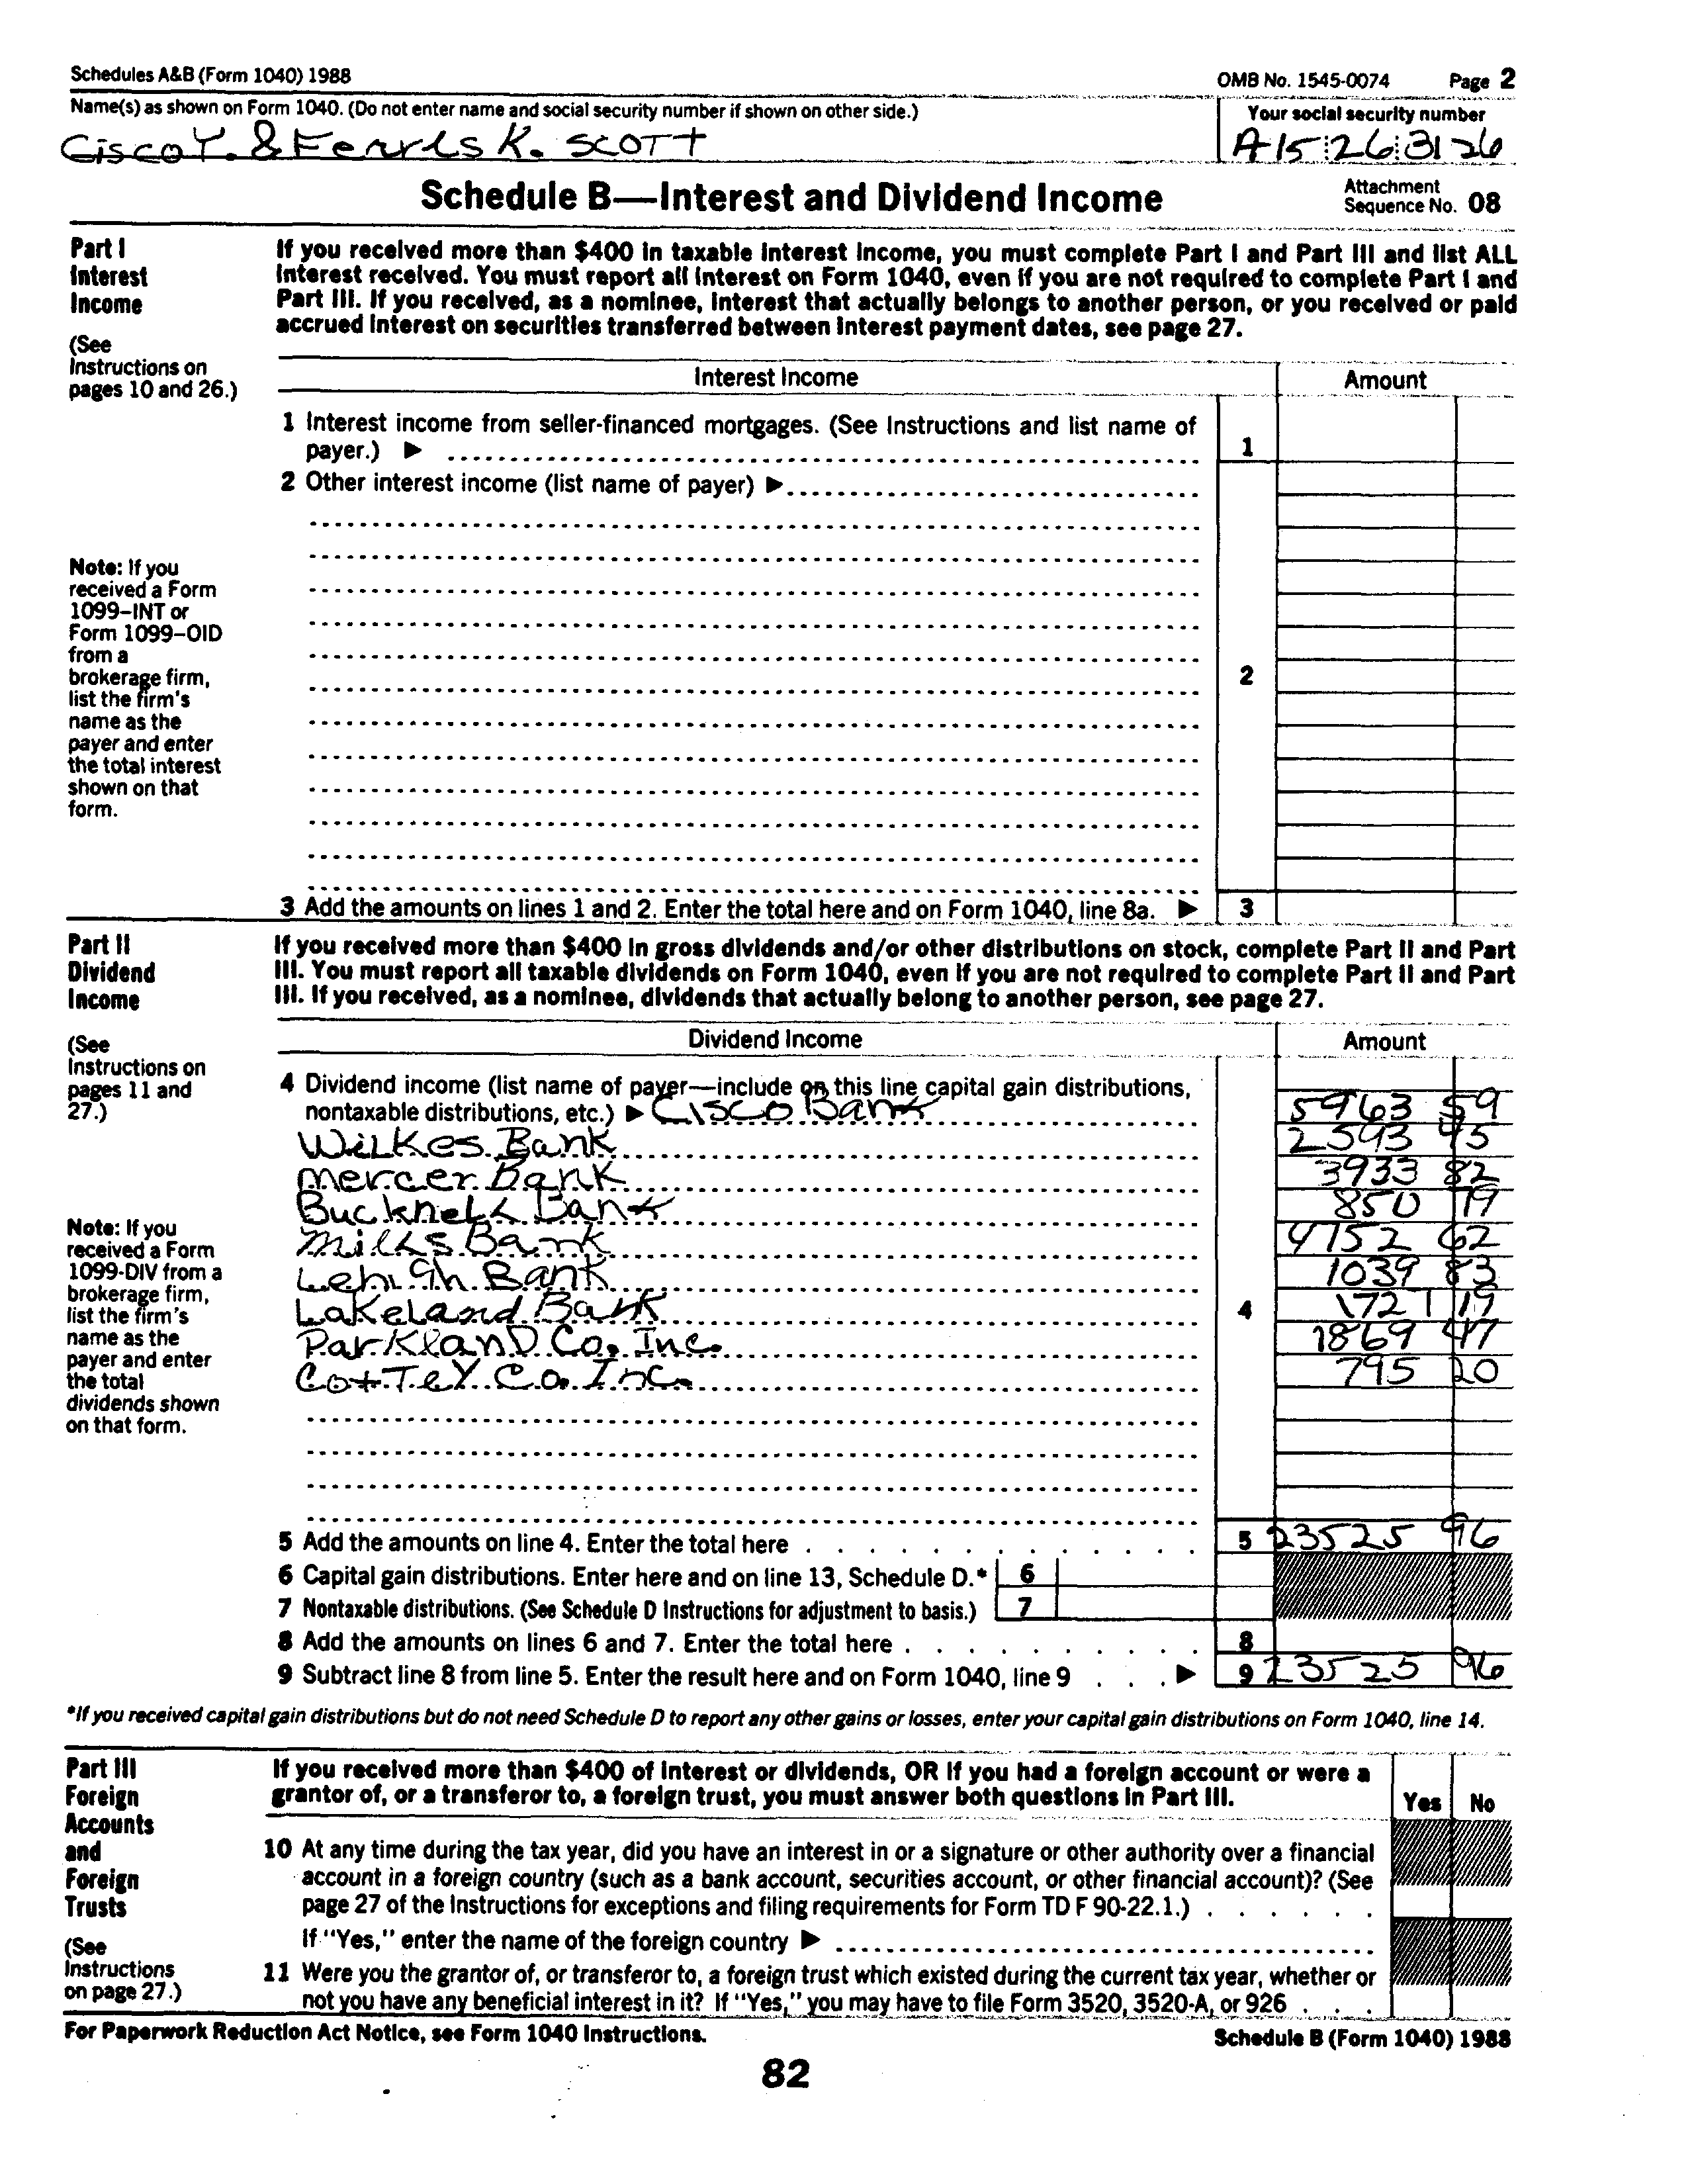 Schedules A&B (Form 1040) 1988
OMB No. 1545-0074 Page 2
Name(s) as shown on Form 1040. (Do not enter name and social security number if shown on other side.)
Your social security number
Cisco Y. & Ferris K. SCOTT
A15 26 3126
Schedule B—Interest and Dividend Income
Attachment
Sequence No. 08
Part I
Interest
Income
(See
Instructions on
pages 10 and 26.)
If you received more than $400 in taxable interest income, you must complete Part I and Part III and list ALL
interest received. You must report all interest on Form 1040, even if you are not required to complete Part I and
Part III. If you received, as a nominee, interest that actually belongs to another person, or you received or paid
accrued interest on securities transferred between interest payment dates, see page 27.
Interest Income Amount
1 Interest income from seller-financed mortgages. (See Instructions and list name of
payer.) ▶ 1
2 Other interest income (list name of payer) ▶
Note: If you
received a Form
1099–INT or
Form 1099–OID
from a
brokerage firm,
list the firm's
name as the
payer and enter
the total interest
shown on that
form.
2
3 Add the amounts on lines 1 and 2. Enter the total here and on Form 1040, line 8a. ▶ 3
Part II
Dividend
Income
(See
Instructions on
pages 11 and
27.)
If you received more than $400 in gross dividends and/or other distributions on stock, complete Part II and Part
III. You must report all taxable dividends on Form 1040, even if you are not required to complete Part II and Part
III. If you received, as a nominee, dividends that actually belong to another person, see page 27.
Dividend Income Amount
4 Dividend income (list name of payer—include on this line capital gain distributions,
nontaxable distributions, etc.) ▶ Cisco Bank 5963 59
Wilkes Bank 2593 45
Mercer Bank 3933 82
Bucknell Bank 850 79
Mills Bank 4752 62
Lehigh Bank 1039 83
Lakeland Bank 1727 19
Parkland Co. Inc. 1869 47
Cottey Co. Inc. 795 20
4
Note: If you
received a Form
1099-DIV from a
brokerage firm,
list the firm's
name as the
payer and enter
the total
dividends shown
on that form.
5 Add the amounts on line 4. Enter the total here 5 23525 96
6 Capital gain distributions. Enter here and on line 13, Schedule D.* 6
7 Nontaxable distributions. (See Schedule D Instructions for adjustment to basis.) 7
8 Add the amounts on lines 6 and 7. Enter the total here 8
9 Subtract line 8 from line 5. Enter the result here and on Form 1040, line 9 ▶ 9 23525 96
*If you received capital gain distributions but do not need Schedule D to report any other gains or losses, enter your capital gain distributions on Form 1040, line 14.
Part III
Foreign
Accounts
and
Foreign
Trusts
(See
Instructions
on page 27.)
If you received more than $400 of interest or dividends, OR if you had a foreign account or were a
grantor of, or a transferor to, a foreign trust, you must answer both questions in Part III.
Yes No
10 At any time during the tax year, did you have an interest in or a signature or other authority over a financial
account in a foreign country (such as a bank account, securities account, or other financial account)? (See
page 27 of the Instructions for exceptions and filing requirements for Form TD F 90-22.1.)
If "Yes," enter the name of the foreign country ▶
11 Were you the grantor of, or transferor to, a foreign trust which existed during the current tax year, whether or
not you have any beneficial interest in it? If "Yes," you may have to file Form 3520, 3520-A, or 926
For Paperwork Reduction Act Notice, see Form 1040 Instructions.
Schedule B (Form 1040) 1988
82